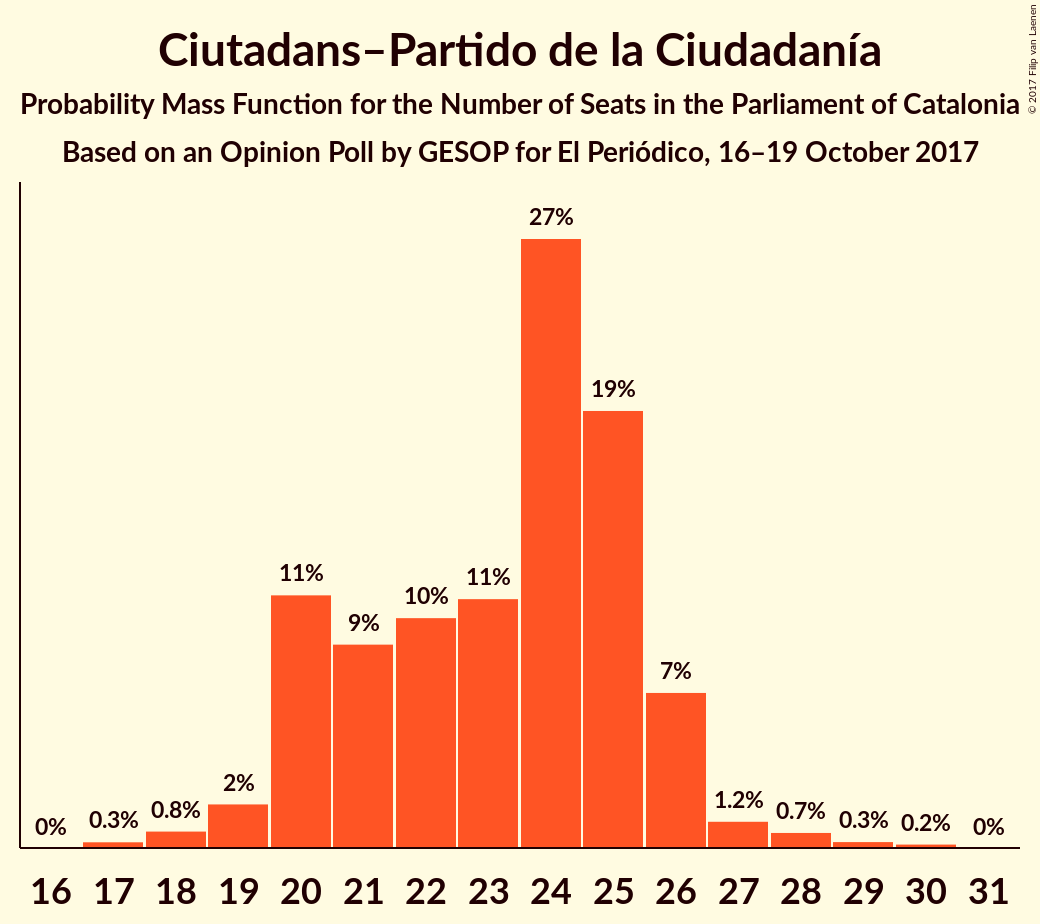 Ciutadans–Partido de la Ciudadanía
Probability Mass Function for the Number of Seats in the Parliament of Catalonia
Based on an Opinion Poll by GESOP for El Periódico, 16–19 October 2017
© 2017 Filip van Laenen
0% 0.3% 0.8% 2% 11% 9% 10% 11% 27% 19% 7% 1.2% 0.7% 0.3% 0.2% 0%
16 17 18 19 20 21 22 23 24 25 26 27 28 29 30 31